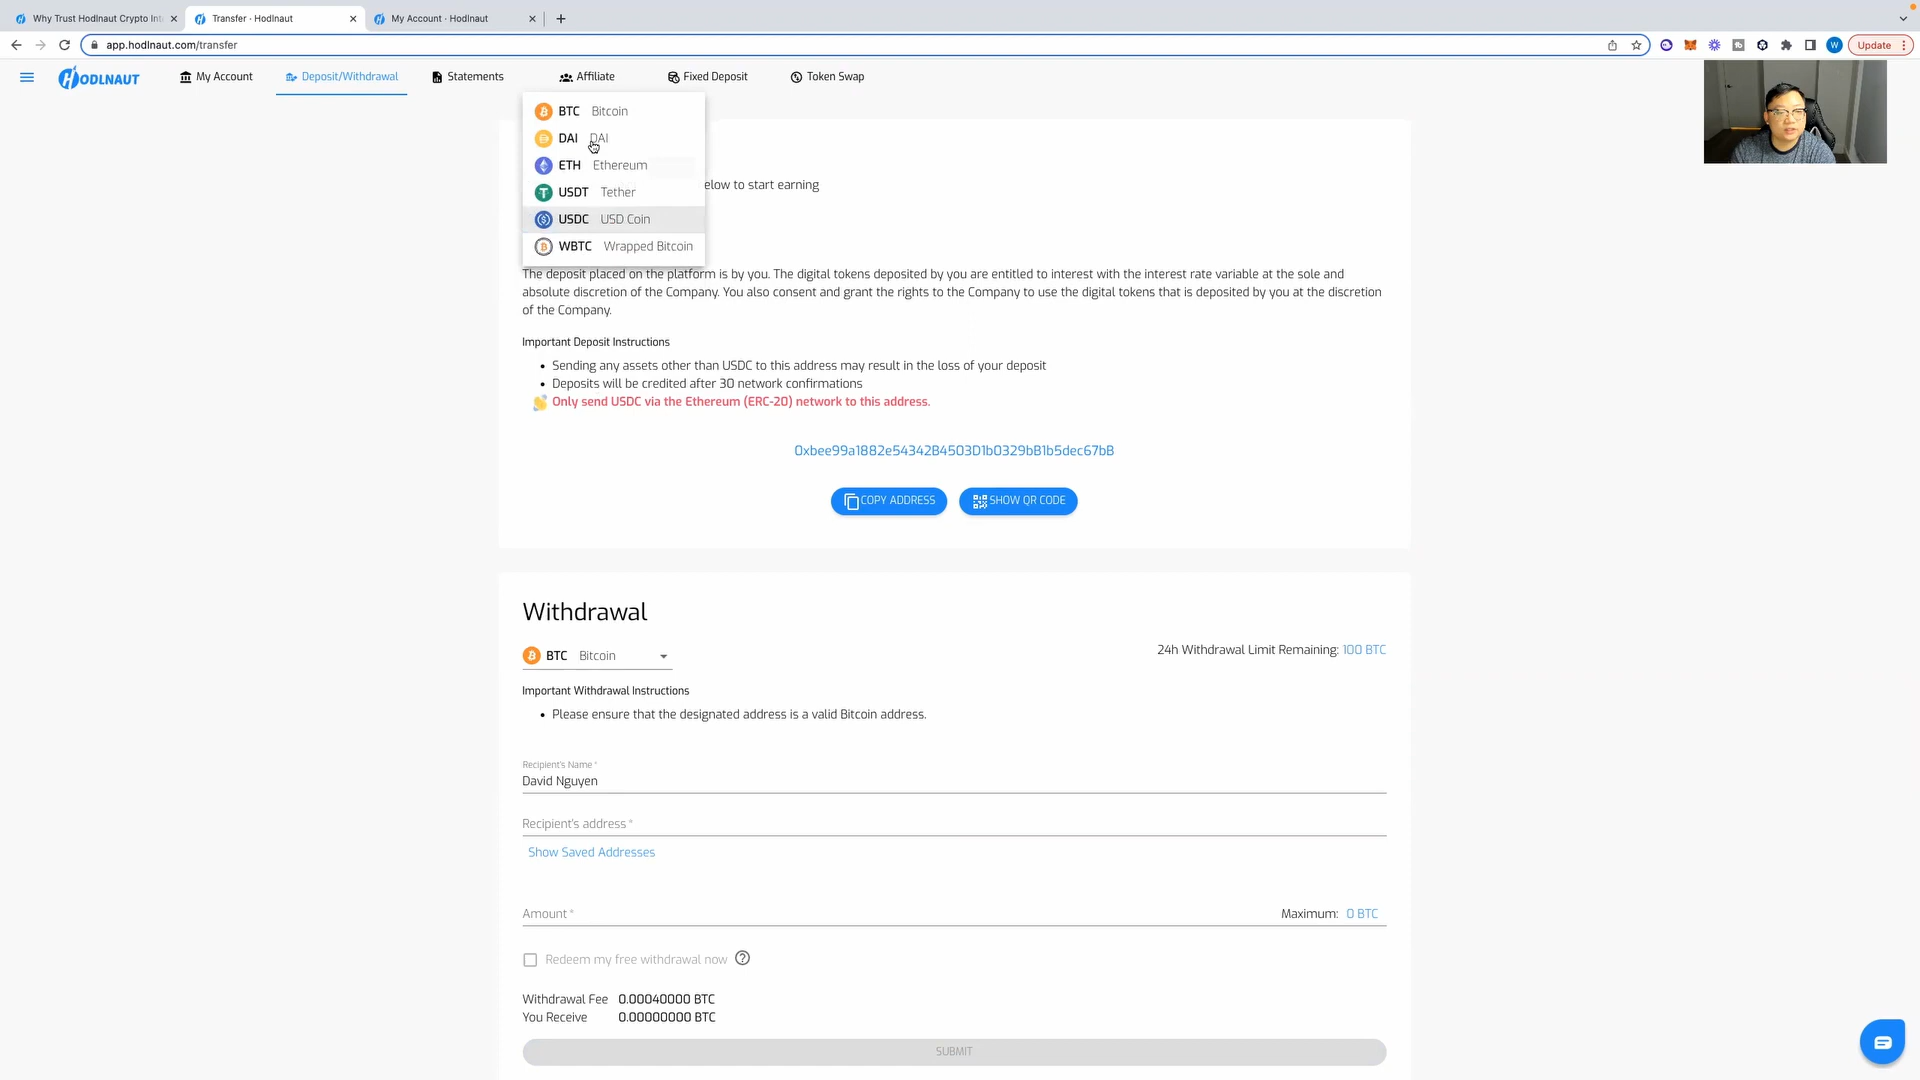 Why Trust Hodlnaut Crypto Int
Transfer · Hodlnaut
My Account · Hodlnaut
app.hodlnaut.com/transfer
W
Update
HODLNAUT
My Account
Deposit/Withdrawal
Statements
Affiliate
Fixed Deposit
Token Swap
BTC Bitcoin
DAI DAI
ETH Ethereum
USDT Tether
USDC USD Coin
WBTC Wrapped Bitcoin
elow to start earning
The deposit placed on the platform is by you. The digital tokens deposited by you are entitled to interest with the interest rate variable at the sole and
absolute discretion of the Company. You also consent and grant the rights to the Company to use the digital tokens that is deposited by you at the discretion
of the Company.
Important Deposit Instructions
• Sending any assets other than USDC to this address may result in the loss of your deposit
• Deposits will be credited after 30 network confirmations
Only send USDC via the Ethereum (ERC-20) network to this address.
0xbee99a1882e54342B4503D1b0329bB1b5dec67bB
COPY ADDRESS
SHOW QR CODE
Withdrawal
BTC Bitcoin
24h Withdrawal Limit Remaining: 100 BTC
Important Withdrawal Instructions
• Please ensure that the designated address is a valid Bitcoin address.
Recipient's Name *
David Nguyen
Recipient's address *
Show Saved Addresses
Amount *
Maximum: 0 BTC
Redeem my free withdrawal now
Withdrawal Fee 0.00040000 BTC
You Receive 0.00000000 BTC
SUBMIT